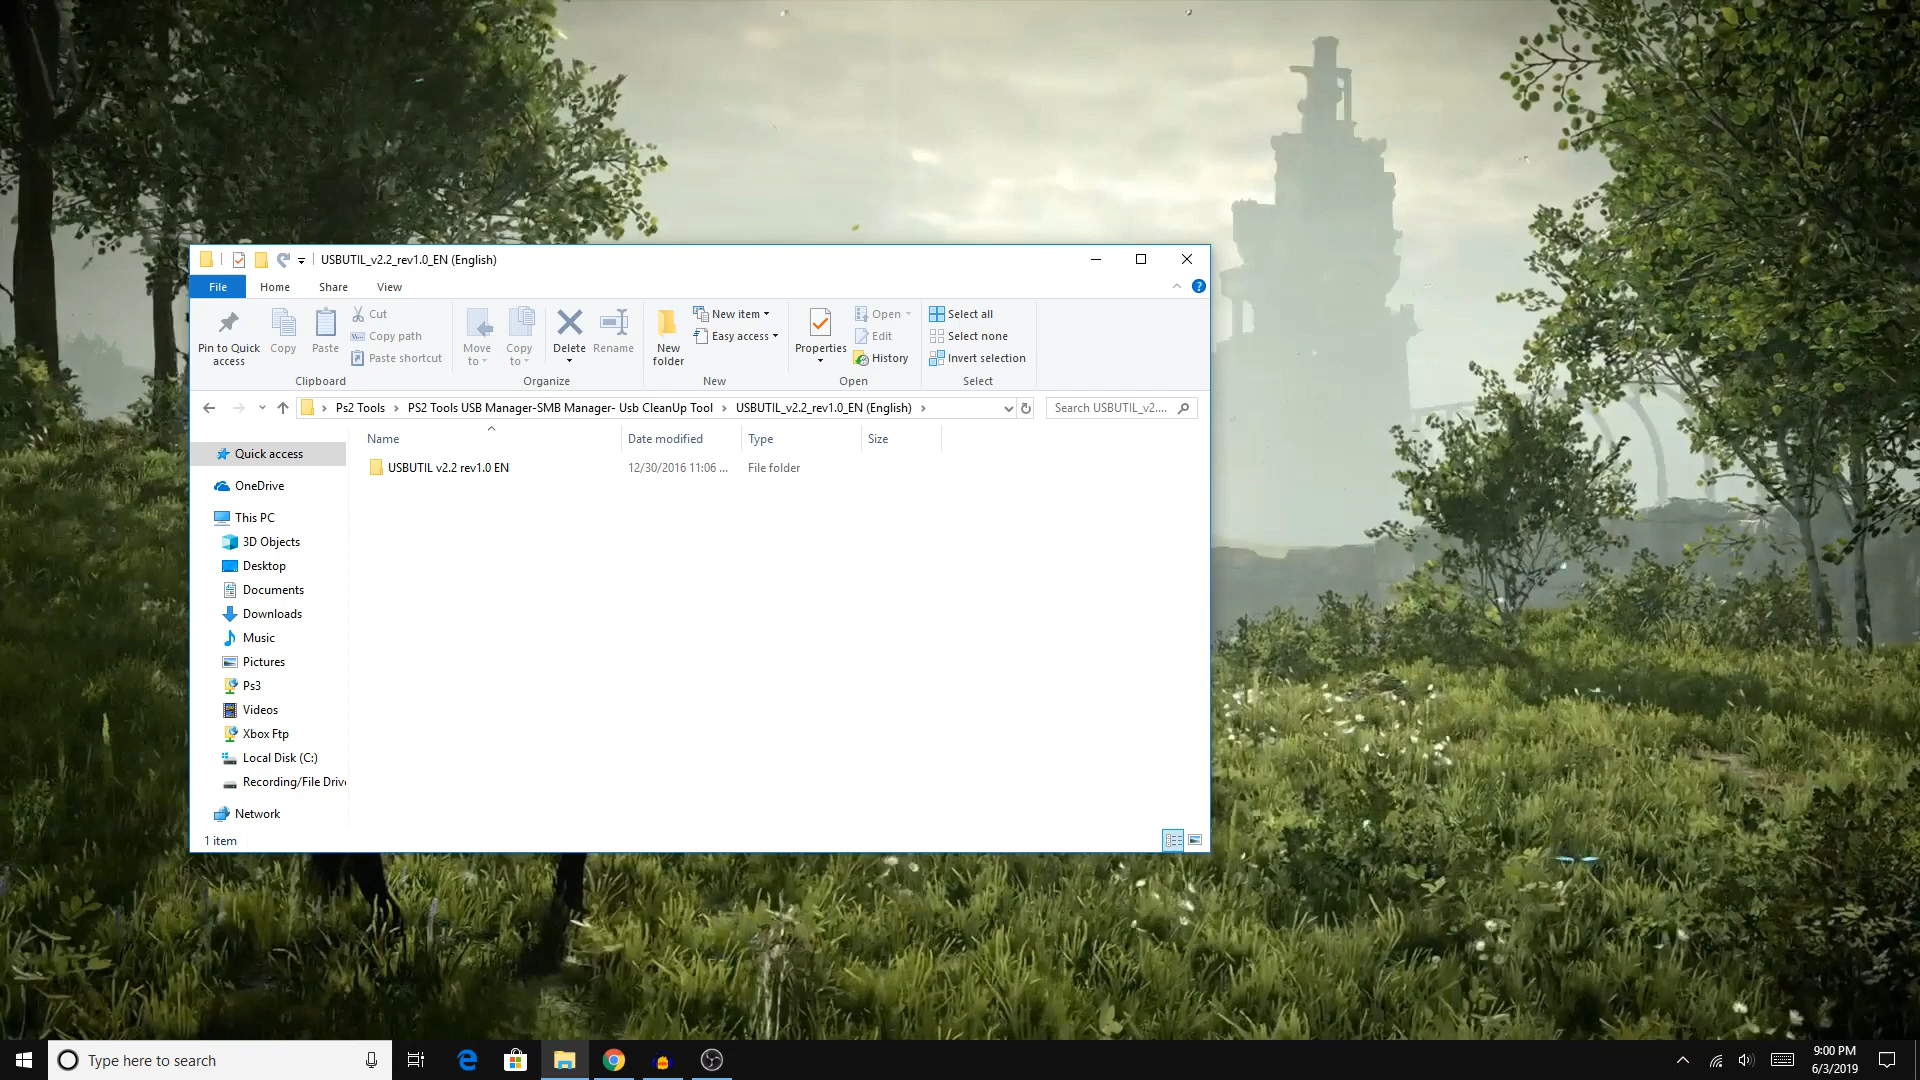 USBUTIL_v2.2_rev1.0_EN (English)
File Home Share View
Pin to Quick access
Copy
Paste
Cut
Copy path
Paste shortcut
Clipboard
Move to
Copy to
Delete
Rename
Organize
New folder
New item
Easy access
New
Properties
Open
Edit
History
Open
Select all
Select none
Invert selection
Select
Ps2 Tools PS2 Tools USB Manager-SMB Manager- Usb CleanUp Tool USBUTIL_v2.2_rev1.0_EN (English)
Search USBUTIL_v2....
Name Date modified Type Size
USBUTIL v2.2 rev1.0 EN 12/30/2016 11:06 ... File folder
Quick access
OneDrive
This PC
3D Objects
Desktop
Documents
Downloads
Music
Pictures
Ps3
Videos
Xbox Ftp
Local Disk (C:)
Recording/File Drive
Network
1 item
Type here to search
9:00 PM
6/3/2019